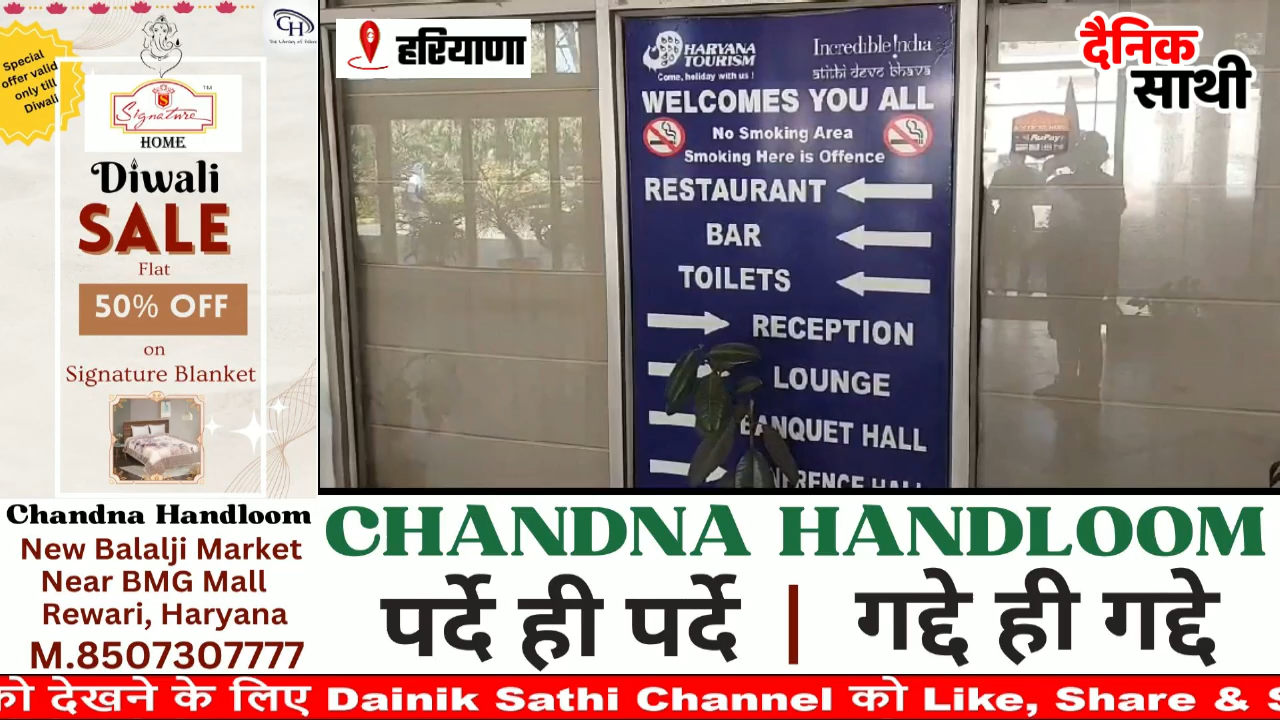 Special
offer valid
only till
Diwali
CH
Signature
TM
HOME
Diwali
SALE
Flat
50% OFF
on
Signature Blanket
Chandna Handloom
New Balalji Market
Near BMG Mall
Rewari, Haryana
M.8507307777
हरियाणा
दैनिक
साथी
HARYANA
TOURISM
Come, holiday with us !
Incredible India
atithi devo bhava
WELCOMES YOU ALL
No Smoking Area
Smoking Here is Offence
RESTAURANT
BAR
TOILETS
RECEPTION
LOUNGE
BANQUET HALL
RuPay
CHANDNA HANDLOOM
पर्दे ही पर्दे | गद्दे ही गद्दे
को देखने के लिए Dainik Sathi Channel को Like, Share & S